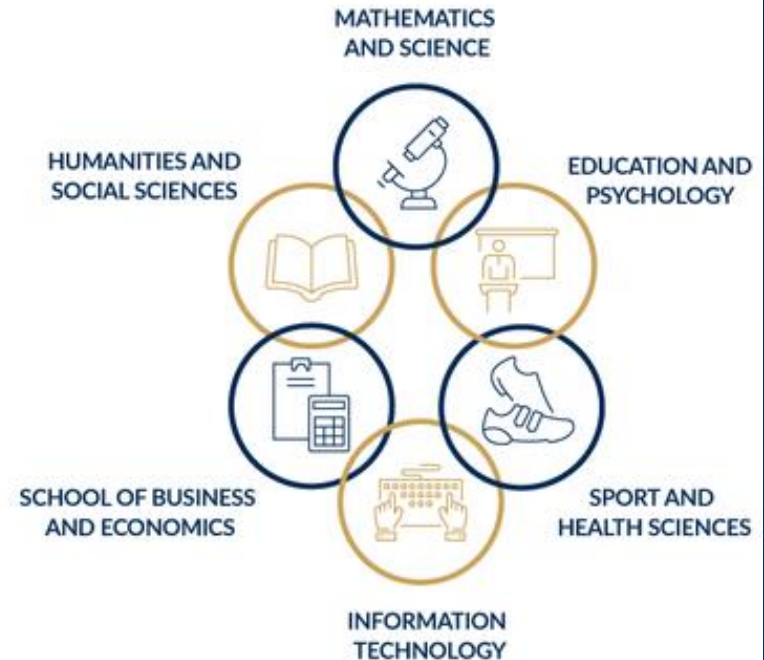 MATHEMATICS
AND SCIENCE
HUMANITIES AND
SOCIAL SCIENCES
EDUCATION AND
PSYCHOLOGY
SCHOOL OF BUSINESS
AND ECONOMICS
SPORT AND
HEALTH SCIENCES
INFORMATION
TECHNOLOGY